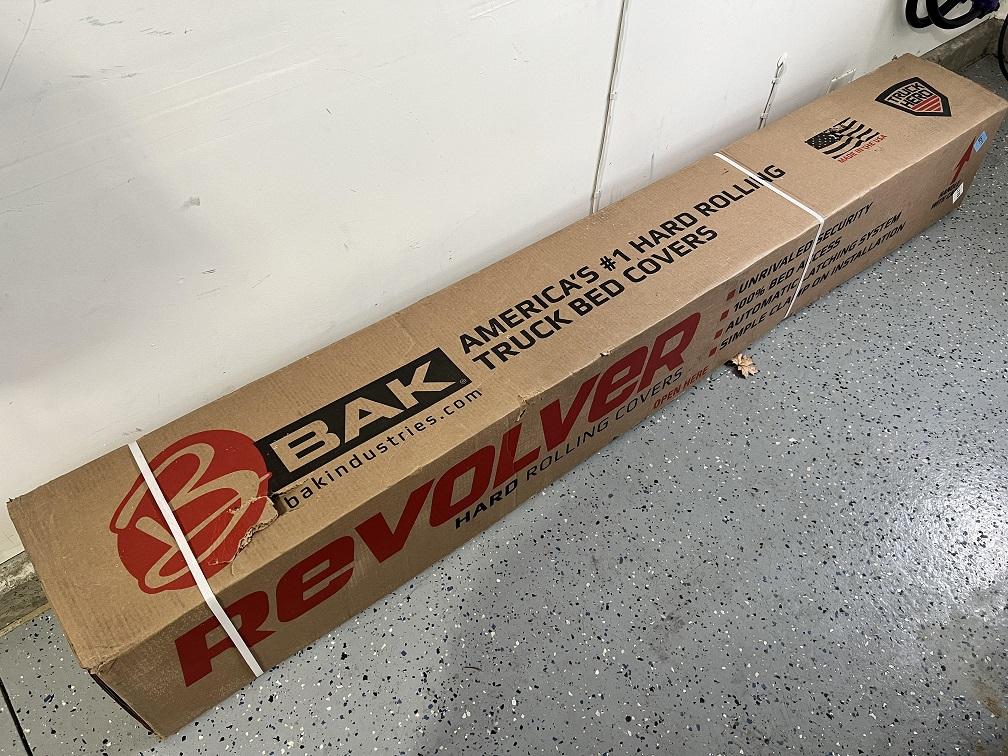 BAK
bakindustries.com
AMERICA'S #1 HARD ROLLING
TRUCK BED COVERS
MADE IN THE USA
TRUCK
HERO
REVOLVER
HARD ROLLING COVERS
OPEN HERE
UNRIVALED SECURITY
100% BED ACCESS
AUTOMATIC LATCHING SYSTEM
SIMPLE CLAMP ON INSTALLATION